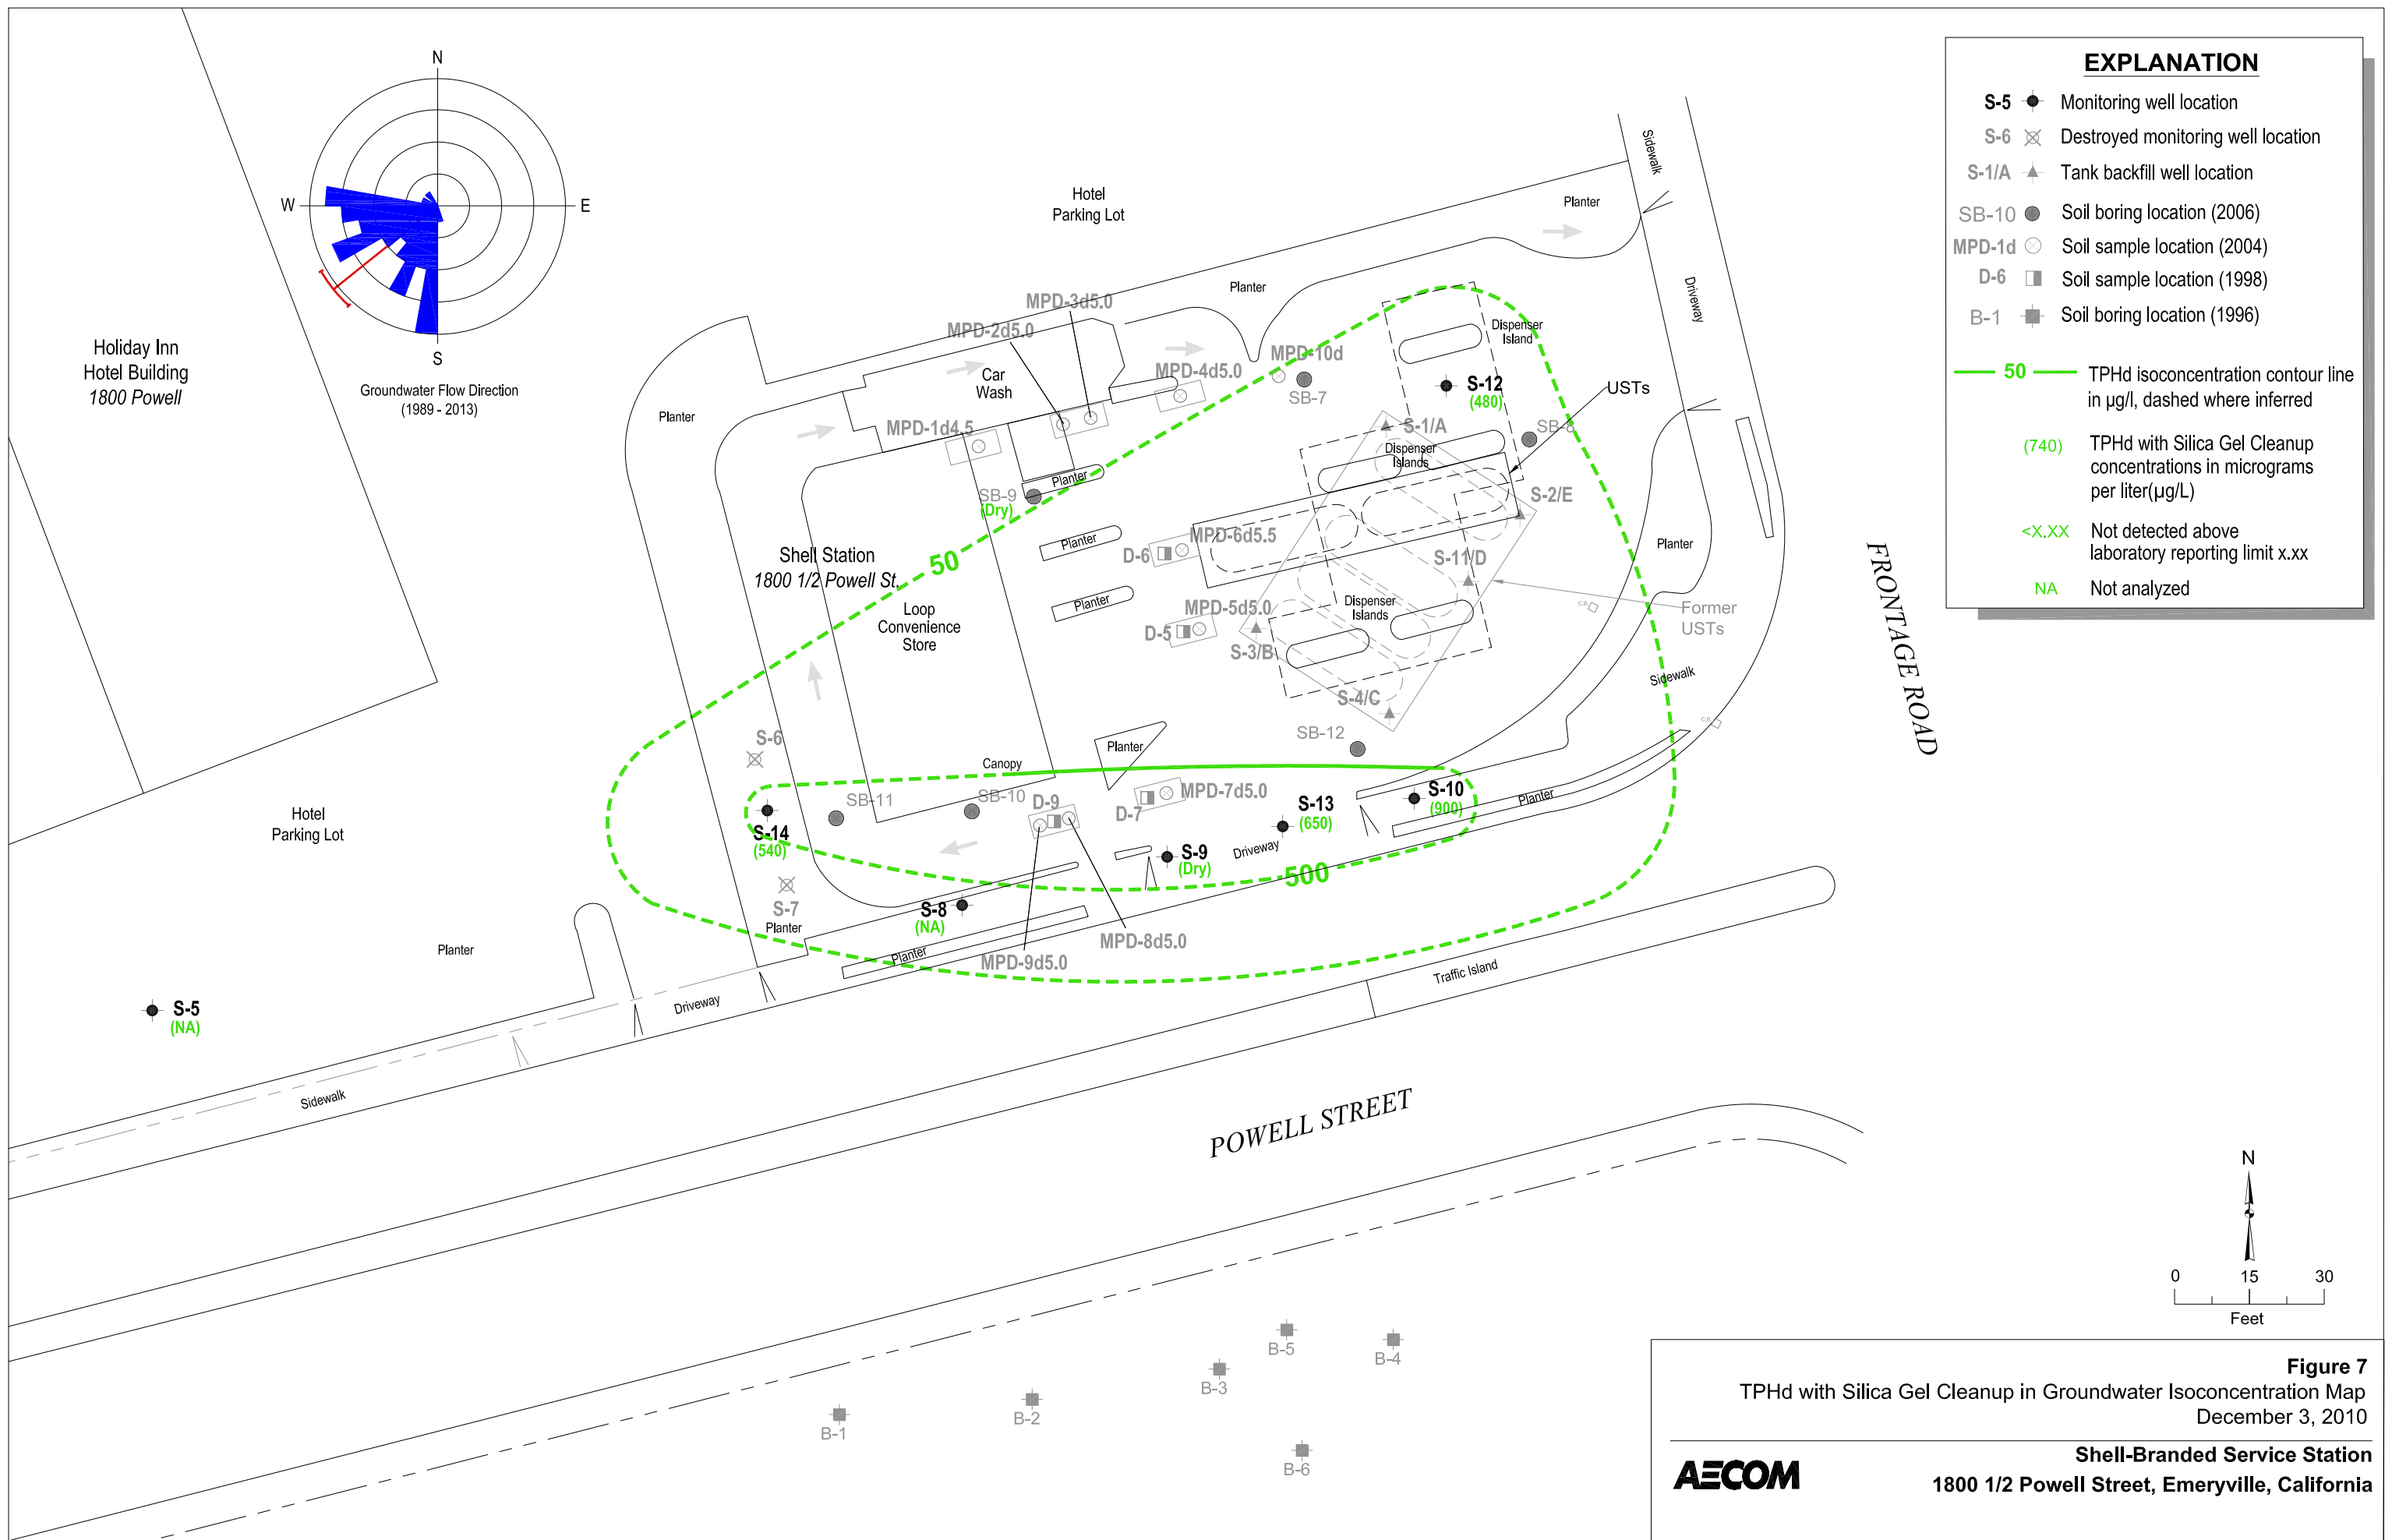 N
W
E
S
Groundwater Flow Direction
(1989 - 2013)
Holiday Inn
Hotel Building
1800 Powell
Hotel
Parking Lot
EXPLANATION
S-5 Monitoring well location
S-6 Destroyed monitoring well location
S-1/A Tank backfill well location
SB-10 Soil boring location (2006)
MPD-1d Soil sample location (2004)
D-6 Soil sample location (1998)
B-1 Soil boring location (1996)
50 TPHd isoconcentration contour line
in µg/l, dashed where inferred
(740) TPHd with Silica Gel Cleanup
concentrations in micrograms
per liter(µg/L)
<X.XX Not detected above
laboratory reporting limit x.xx
NA Not analyzed
Sidewalk
Planter
Driveway
Planter
MPD-3d5.0
MPD-2d5.0
Dispenser
Island
MPD-10d
MPD-4d5.0
Car
Wash
SB-7
S-12
(480)
USTs
Planter
MPD-1d4.5
S-1/A
SB-8
Dispenser
Islands
Planter
SB-9
(Dry)
S-2/E
Planter
D-6
MPD-6d5.5
Shell Station
1800 1/2 Powell St.
50
S-11/D
Planter
FRONTAGE ROAD
Loop
Convenience
Store
Planter
MPD-5d5.0
D-5
Dispenser
Islands
C.B.
Former
USTs
S-3/B
Sidewalk
S-4/C
C.B.
S-6
SB-12
Planter
Canopy
SB-11
SB-10
D-9
MPD-7d5.0
D-7
S-10
(900)
Planter
S-13
(650)
S-14
(540)
Hotel
Parking Lot
S-9
(Dry)
Driveway
500
S-7
S-8
(NA)
Planter
Planter
MPD-8d5.0
MPD-9d5.0
Planter
Traffic Island
S-5
(NA)
Driveway
Sidewalk
POWELL STREET
N
0 15 30
Feet
B-5
B-4
B-3
B-2
B-1
B-6
Figure 7
TPHd with Silica Gel Cleanup in Groundwater Isoconcentration Map
December 3, 2010
AECOM
Shell-Branded Service Station
1800 1/2 Powell Street, Emeryville, California